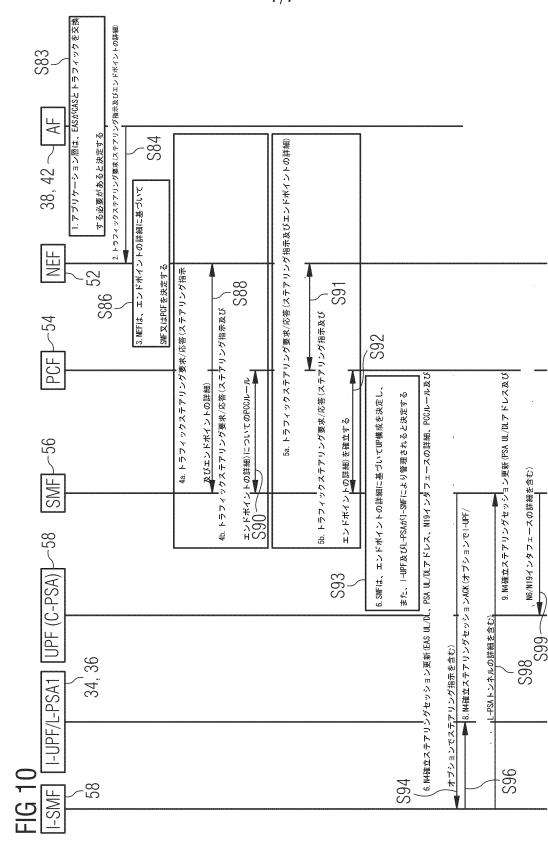 FIG 10
I-SMF
58
I-UPF/L-PSA1
34, 36
UPF (C-PSA)
58
SMF
56
PCF
54
NEF
52
AF
38, 42
1.アプリケーション層は、EASがCASとトラフィックを交換
する必要があると決定する
S83
2.トラフィックステアリング要求(ステアリング指示及びエンドポイントの詳細)
S84
S86
3.NEFは、エンドポイントの詳細に基づいて
SMF又はPCFを決定する
4a.トラフィックステアリング要求/応答(ステアリング指示
及びエンドポイントの詳細)
S88
4b.トラフィックステアリング要求/応答(ステアリング指示及び
エンドポイントの詳細)についてのPCCルール
S90
5a.トラフィックステアリング要求/応答(ステアリング指示及びエンドポイントの詳細)
S91
5b.トラフィックステアリング要求/応答(ステアリング指示及び
エンドポイントの詳細)を確立する
S92
S93
6.SMFは、エンドポイントの詳細に基づいてUP構成を決定し、
また、I-UPF及びL-PSAがI-SMFにより管理されると決定する
6.N4確立ステアリングセッション更新(EAS UL/DL、PSA UL/DLアドレス、N19インタフェースの詳細、PCCルール及び
オプションでステアリング指示を含む)
S94
8.N4確立ステアリングセッションACK(オプションでI-UPF/
L-PSAトンネルの詳細を含む)
S96
S98
9.N4確立ステアリングセッション更新(PSA UL/DLアドレス及び
N6/N19インタフェースの詳細を含む)
S99